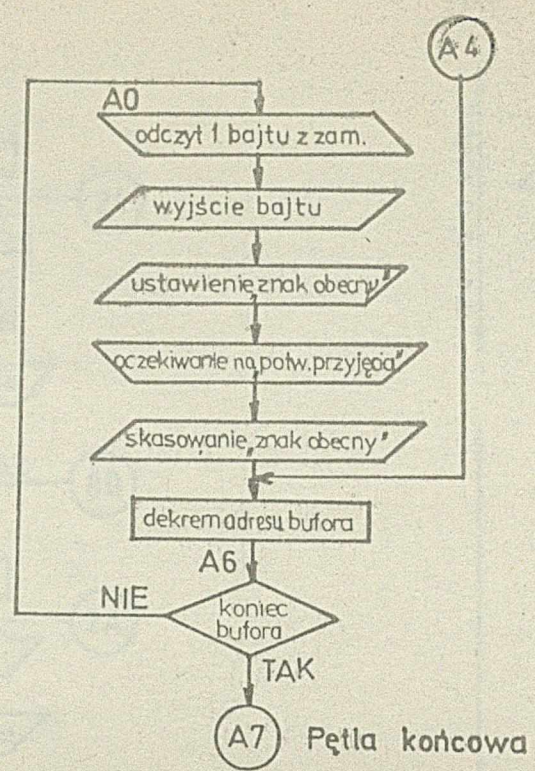 A4
A0
odczyt 1 bajtu z zam.
wyjście bajtu
ustawienie „znak obecny"
oczekiwanie na „potw. przyjęcia"
skasowanie „znak obecny"
dekrem adresu bufora
A6
NIE
koniec
bufora
TAK
A7 Pętla końcowa